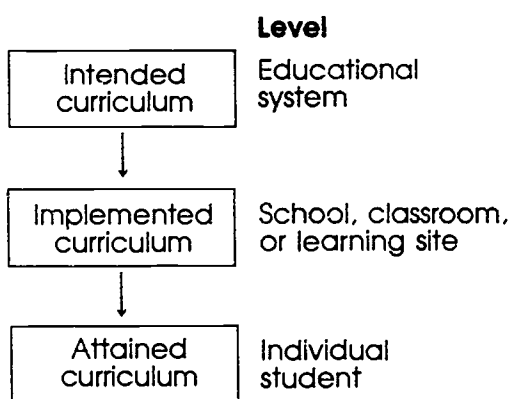 Level
Intended
curriculum
Educational
system
Implemented
curriculum
School, classroom,
or learning site
Attained
curriculum
Individual
student